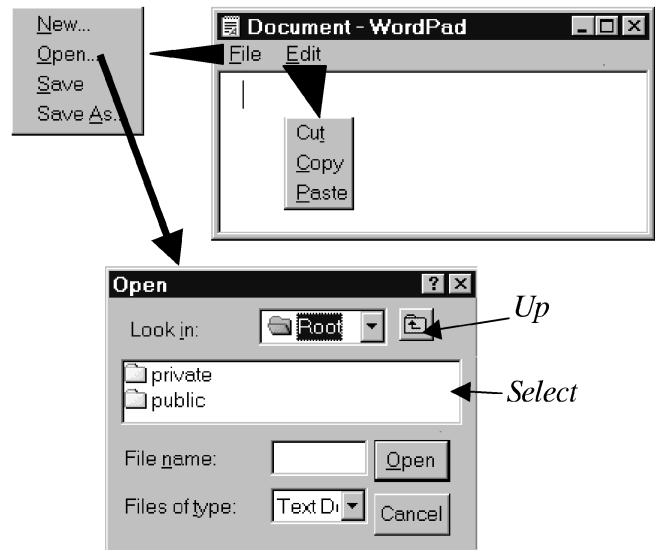 New...
Open...
Save
Save As..
Document - WordPad
File Edit
Cut
Copy
Paste
Open
Look in: Root
Up
private
public
Select
File name: Open
Files of type: Text D
Cancel